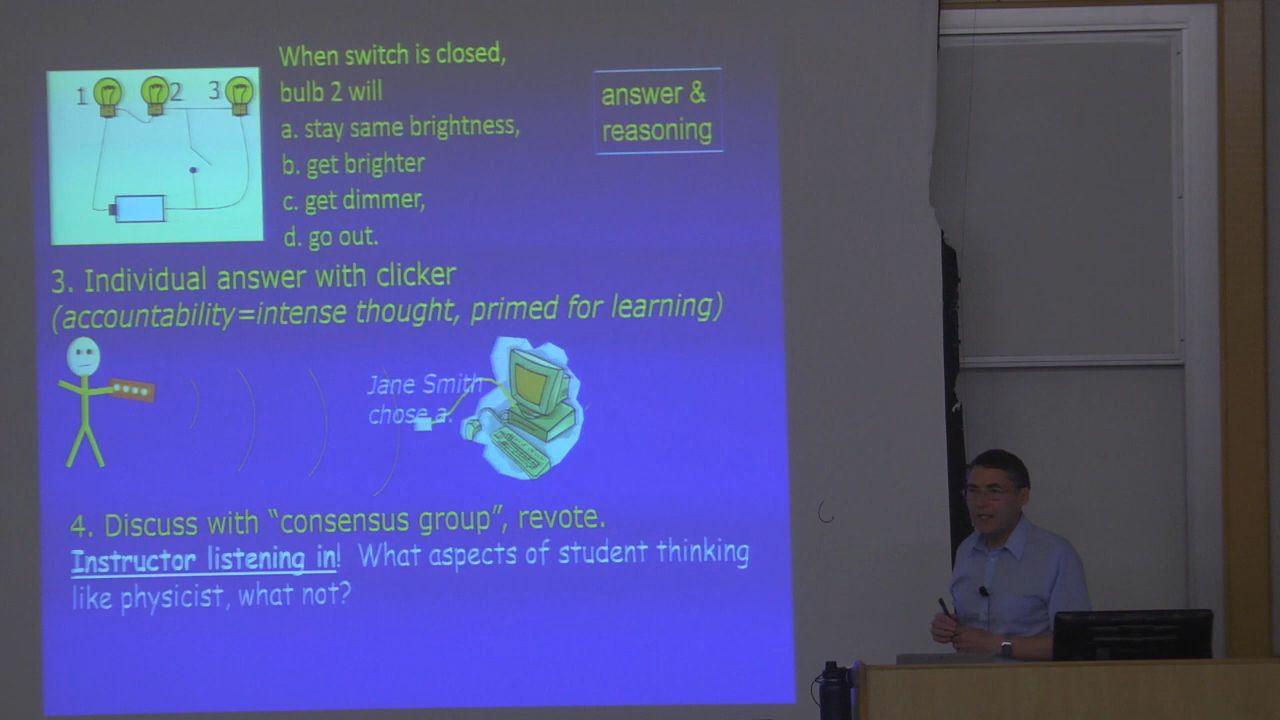 1 2 3
When switch is closed,
bulb 2 will
a. stay same brightness,
b. get brighter
c. get dimmer,
d. go out.
answer &
reasoning
3. Individual answer with clicker
(accountability=intense thought, primed for learning)
Jane Smith
chose a.
4. Discuss with “consensus group”, revote.
Instructor listening in! What aspects of student thinking
like physicist, what not?